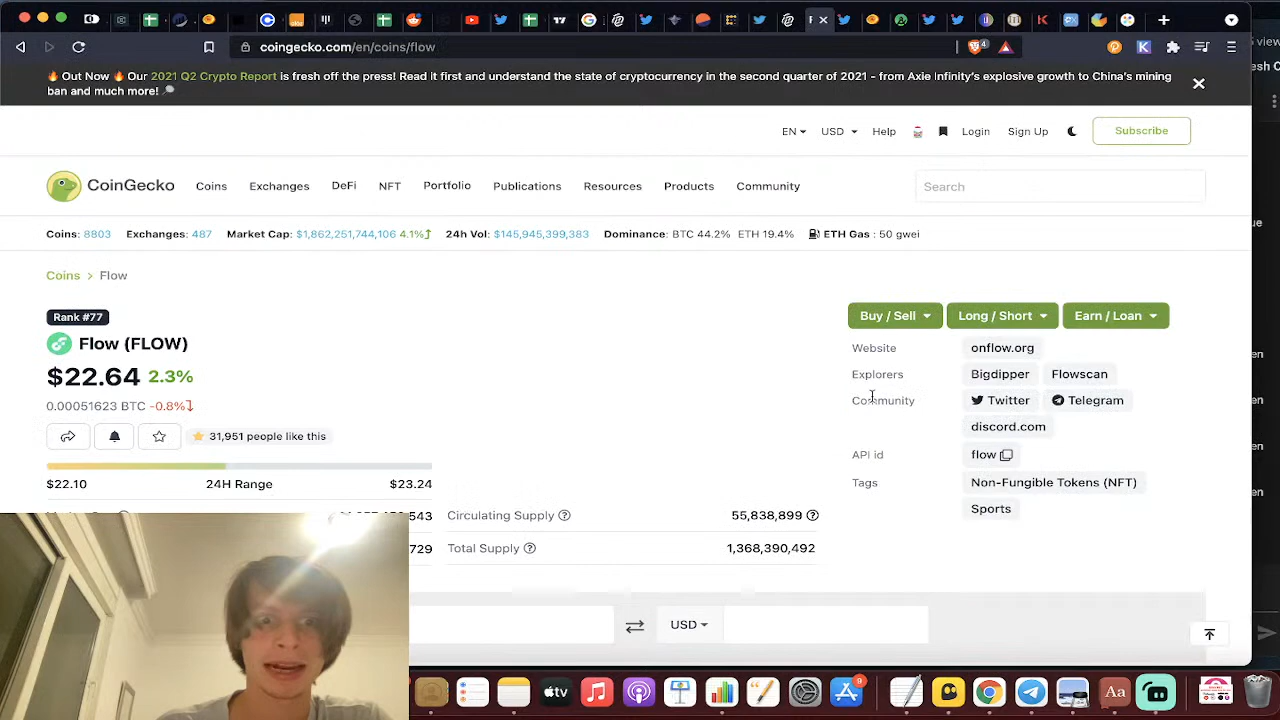 coingecko.com/en/coins/flow
4
🔥 Out Now 🔥 Our 2021 Q2 Crypto Report is fresh off the press! Read it first and understand the state of cryptocurrency in the second quarter of 2021 - from Axie Infinity's explosive growth to China's mining
ban and much more! 🔎
EN USD Help Login Sign Up Subscribe
CoinGecko Coins Exchanges DeFi NFT Portfolio Publications Resources Products Community Search
Coins: 8803 Exchanges: 487 Market Cap: $1,862,251,744,106 4.1% 24h Vol: $145,945,399,383 Dominance: BTC 44.2% ETH 19.4% ETH Gas : 50 gwei
Coins > Flow
Rank #77
Flow (FLOW)
$22.64 2.3%
0.00051623 BTC -0.8%
31,951 people like this
$22.10 24H Range $23.24
Buy / Sell Long / Short Earn / Loan
Website onflow.org
Explorers Bigdipper Flowscan
Community Twitter Telegram
discord.com
API id flow
Tags Non-Fungible Tokens (NFT)
Sports
Circulating Supply 55,838,899
729 Total Supply 1,368,390,492
USD
tv
9
Aa